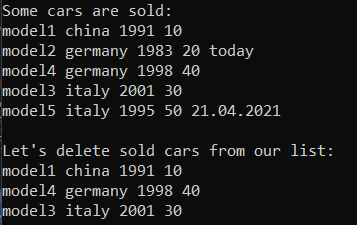 Some cars are sold:
model1 china 1991 10
model2 germany 1983 20 today
model4 germany 1998 40
model3 italy 2001 30
model5 italy 1995 50 21.04.2021

Let's delete sold cars from our list:
model1 china 1991 10
model4 germany 1998 40
model3 italy 2001 30